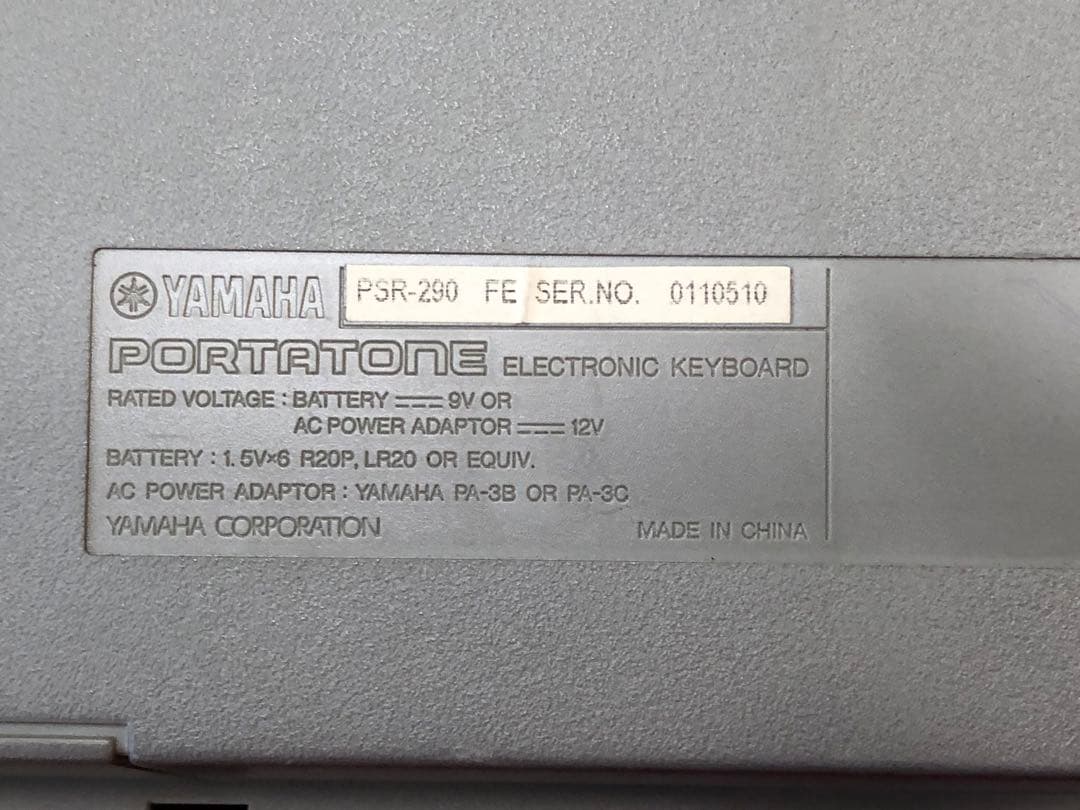 YAMAHA PSR-290 FE SER.NO. 0110510
PORTATONE ELECTRONIC KEYBOARD
RATED VOLTAGE : BATTERY ⎓ 9V OR
AC POWER ADAPTOR ⎓ 12V
BATTERY : 1.5V×6 R20P, LR20 OR EQUIV.
AC POWER ADAPTOR : YAMAHA PA-3B OR PA-3C
YAMAHA CORPORATION MADE IN CHINA